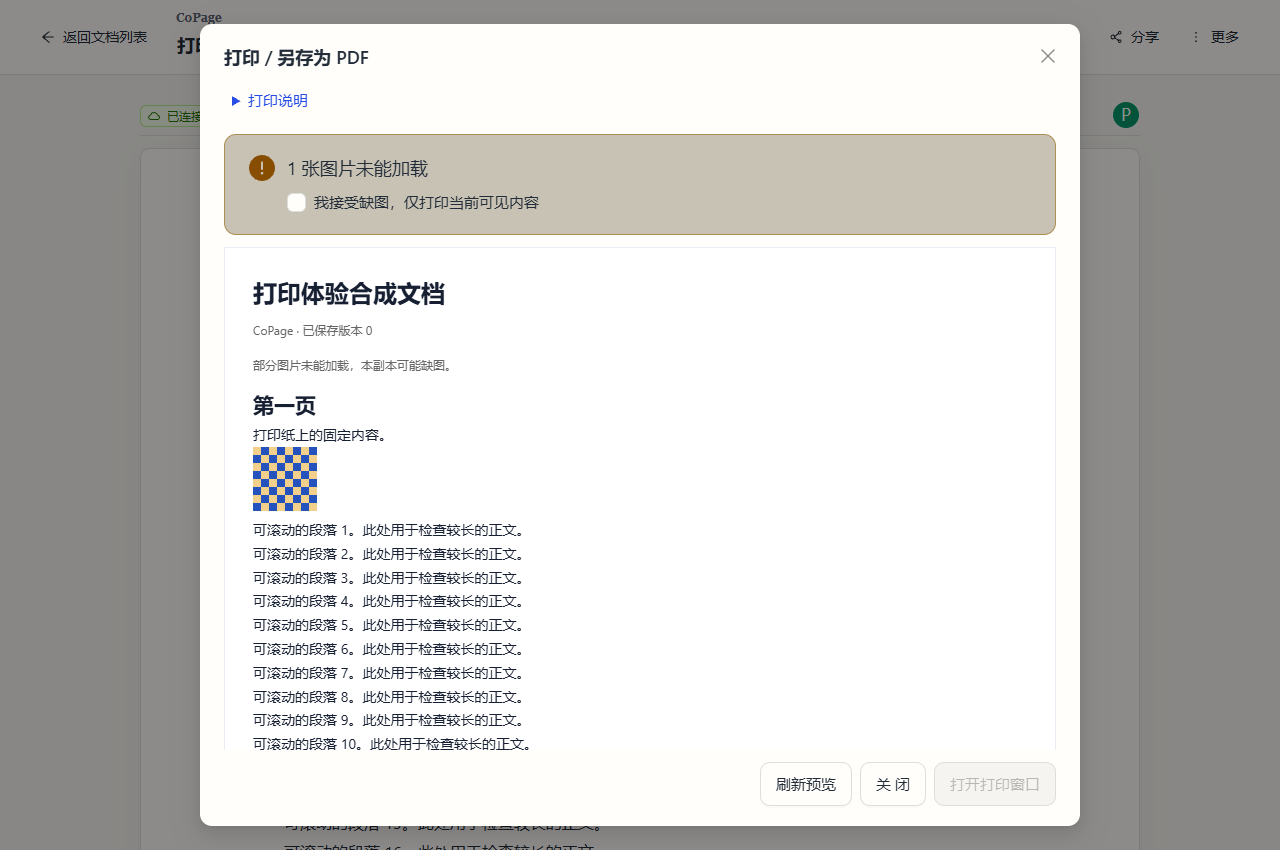 CoPage
返回文档列表
打印
分享
更多
打印 / 另存为 PDF
打印说明
已连接
P
1 张图片未能加载
我接受缺图，仅打印当前可见内容
打印体验合成文档
CoPage · 已保存版本 0
部分图片未能加载，本副本可能缺图。
第一页
打印纸上的固定内容。
可滚动的段落 1。此处用于检查较长的正文。
可滚动的段落 2。此处用于检查较长的正文。
可滚动的段落 3。此处用于检查较长的正文。
可滚动的段落 4。此处用于检查较长的正文。
可滚动的段落 5。此处用于检查较长的正文。
可滚动的段落 6。此处用于检查较长的正文。
可滚动的段落 7。此处用于检查较长的正文。
可滚动的段落 8。此处用于检查较长的正文。
可滚动的段落 9。此处用于检查较长的正文。
可滚动的段落 10。此处用于检查较长的正文。
刷新预览
关 闭
打开打印窗口